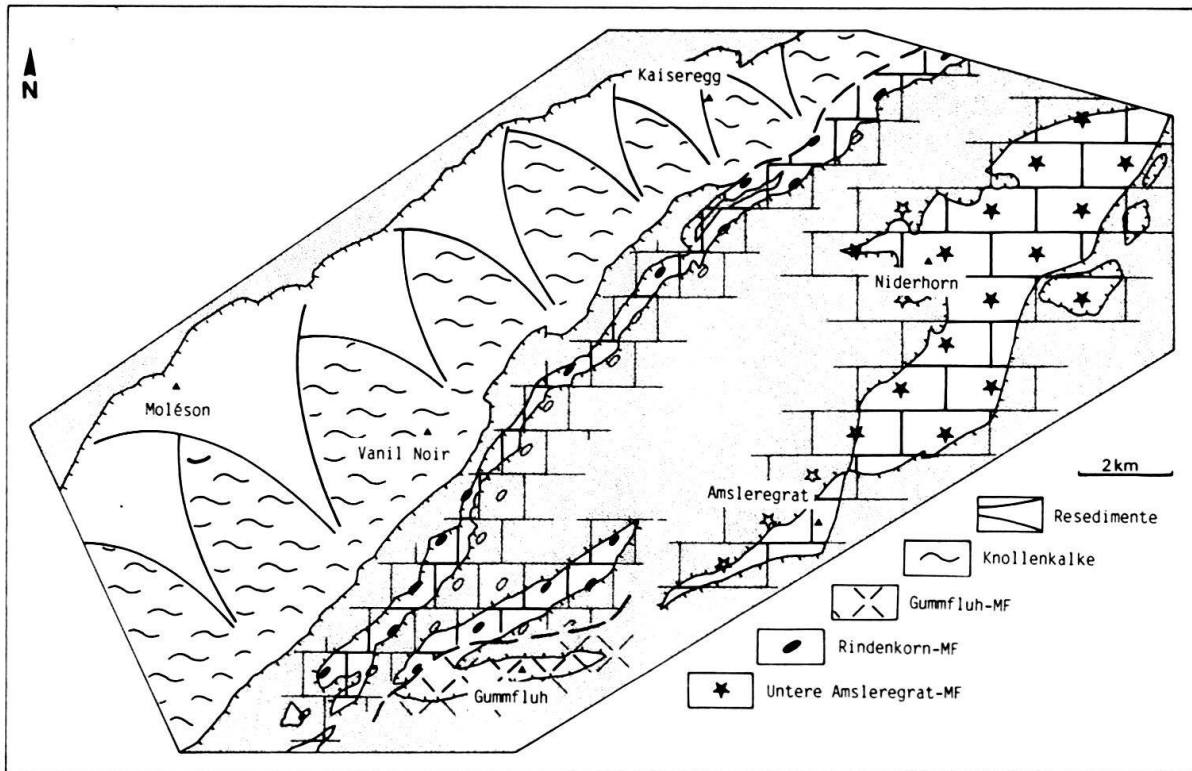 N
Kaiseregg
Niderhorn
Moléson
Vanil Noir
2km
Amsleregrat
Resedimente
Knollenkalke
Gummfluh-MF
Rindenkorn-MF
Gummfluh
Untere Amsleregrat-MF